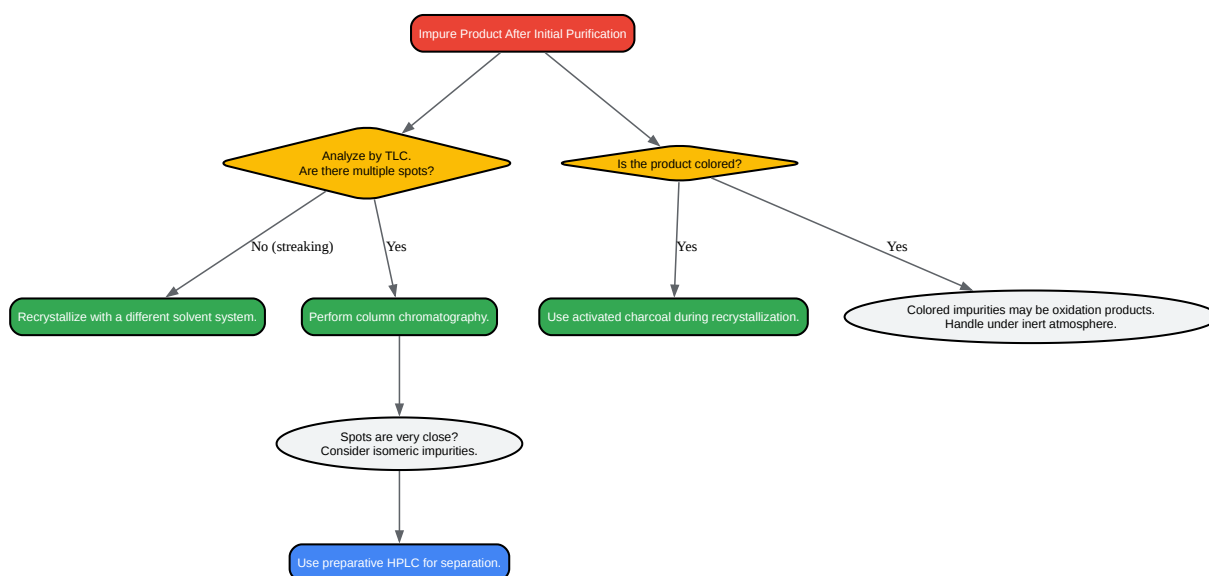 Impure Product After Initial Purification
Analyze by TLC.
Are there multiple spots?
Is the product colored?
No (streaking)
Yes
Yes
Yes
Recrystallize with a different solvent system.
Perform column chromatography.
Use activated charcoal during recrystallization.
Colored impurities may be oxidation products.
Handle under inert atmosphere.
Spots are very close?
Consider isomeric impurities.
Use preparative HPLC for separation.